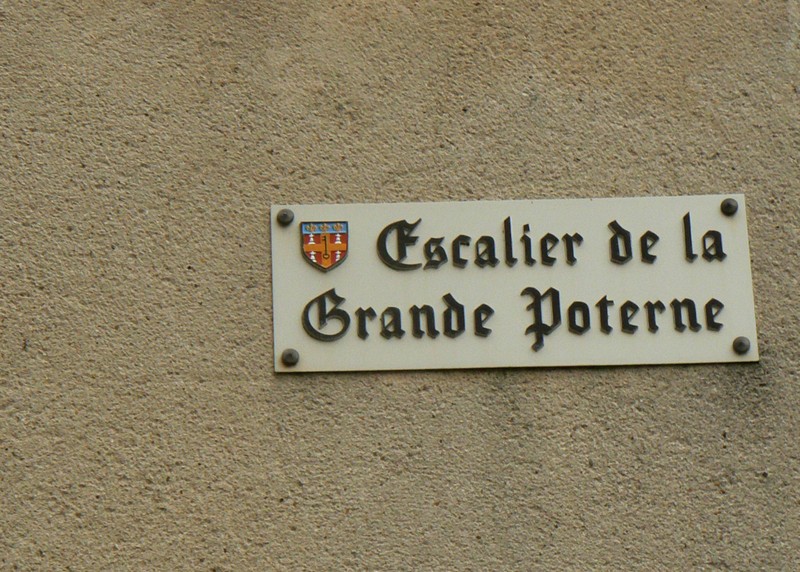 Escalier de la
Grande Poterne